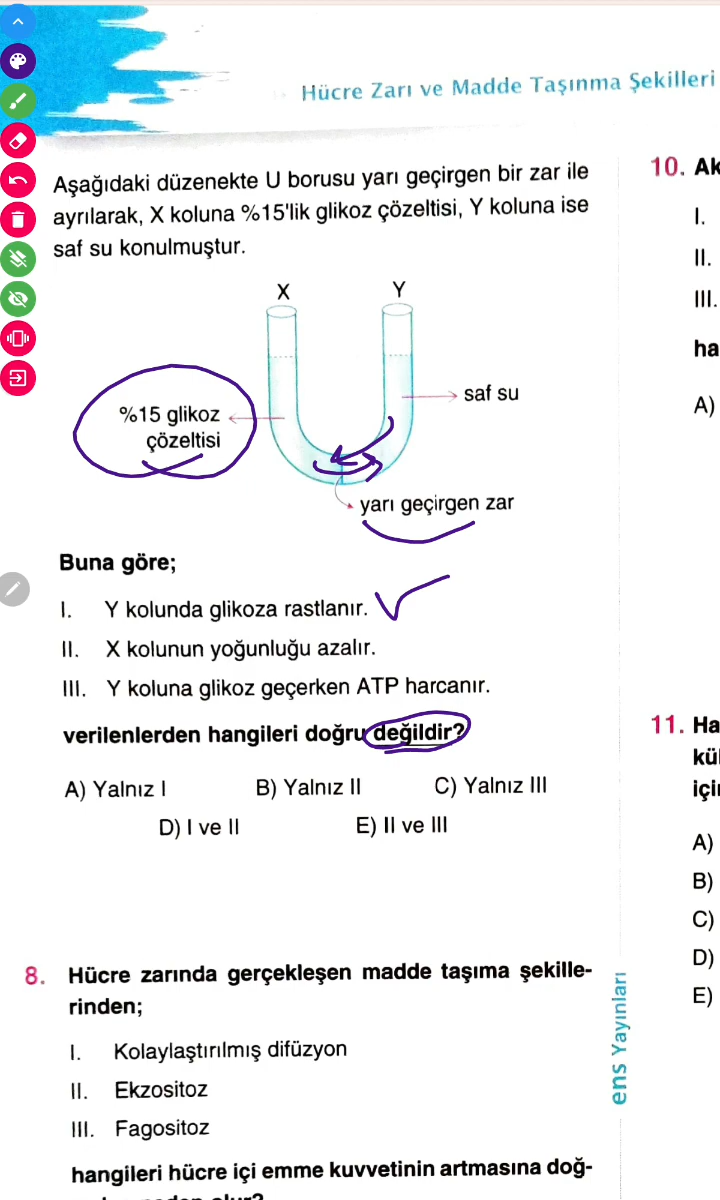 Hücre Zarı ve Madde Taşınma Şekilleri
Aşağıdaki düzenekte U borusu yarı geçirgen bir zar ile
ayrılarak, X koluna %15'lik glikoz çözeltisi, Y koluna ise
saf su konulmuştur.
X Y
saf su
%15 glikoz
çözeltisi
yarı geçirgen zar
Buna göre;
I. Y kolunda glikoza rastlanır.
II. X kolunun yoğunluğu azalır.
III. Y koluna glikoz geçerken ATP harcanır.
verilenlerden hangileri doğru değildir?
A) Yalnız I B) Yalnız II C) Yalnız III
D) I ve II E) II ve III
8. Hücre zarında gerçekleşen madde taşıma şekille-
rinden;
I. Kolaylaştırılmış difüzyon
II. Ekzositoz
III. Fagositoz
hangileri hücre içi emme kuvvetinin artmasına doğ-
ens Yayınları
10. Ak
I.
II.
III.
ha
A)
11. Ha
kü
içi
A)
B)
C)
D)
E)